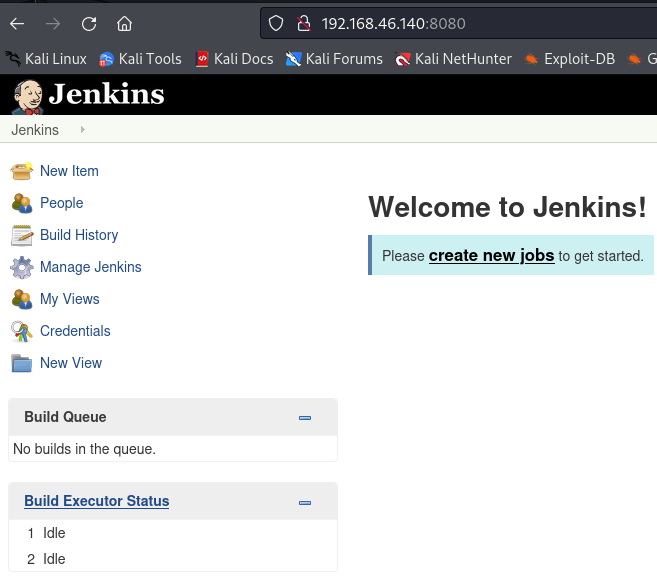 192.168.46.140:8080
Kali Linux Kali Tools Kali Docs Kali Forums Kali NetHunter Exploit-DB G
Jenkins
Jenkins
New Item
People
Build History
Manage Jenkins
My Views
Credentials
New View
Build Queue
No builds in the queue.
Build Executor Status
1 Idle
2 Idle
Welcome to Jenkins!
Please create new jobs to get started.